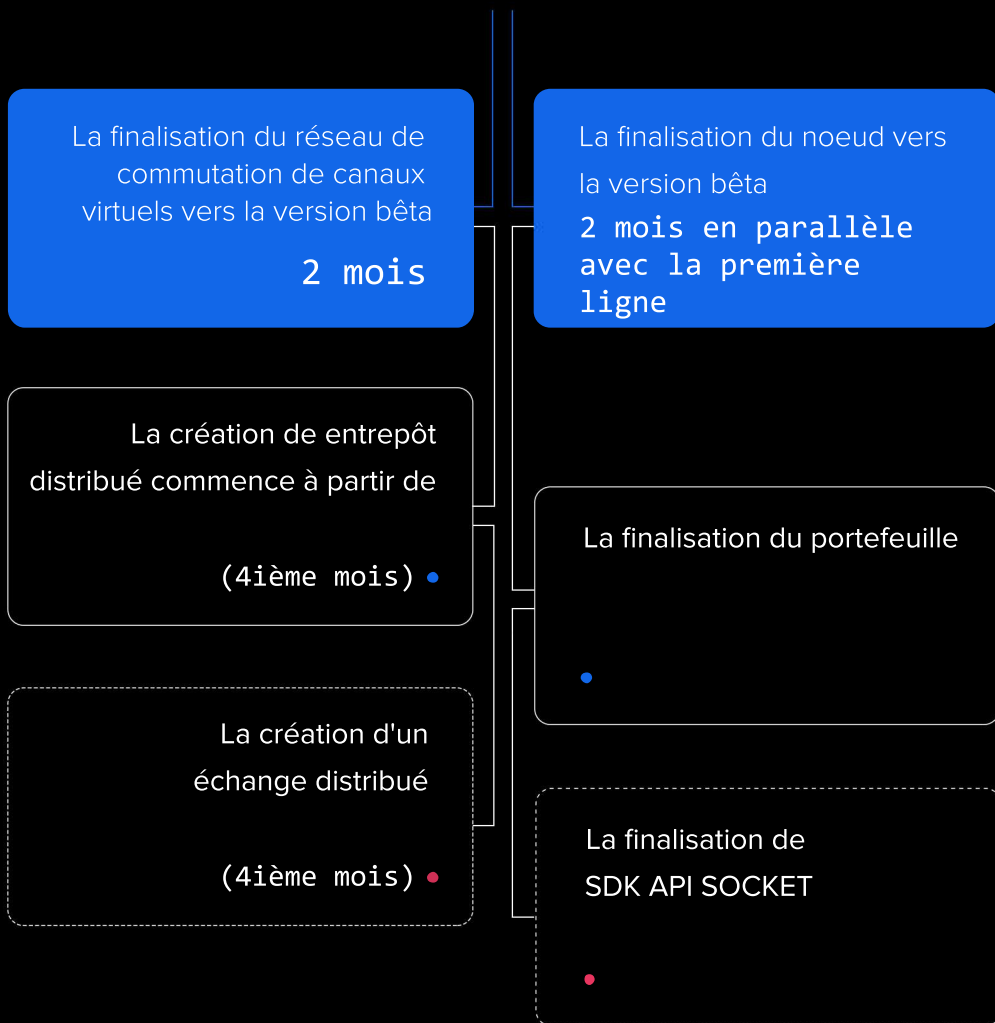 La finalisation du réseau de
commutation de canaux
virtuels vers la version bêta
2 mois
La finalisation du noeud vers
la version bêta
2 mois en parallèle
avec la première
ligne
La création de entrepôt
distribué commence à partir de
(4ième mois)
La finalisation du portefeuille
La création d'un
échange distribué
(4ième mois)
La finalisation de
SDK API SOCKET